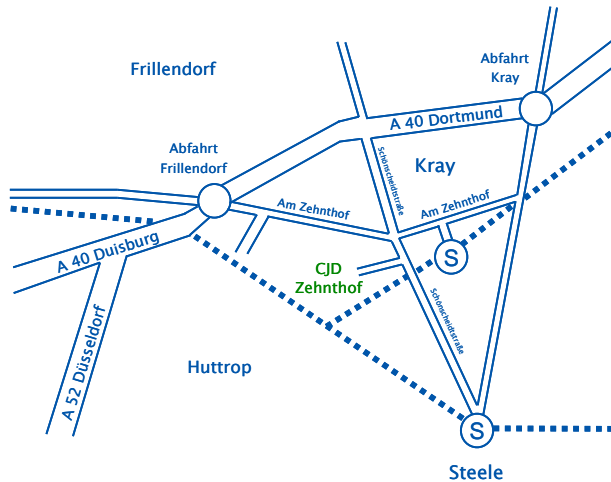 Frillendorf
Abfahrt
Kray
A 40 Dortmund
Abfahrt
Frillendorf
Schönscheidtstraße
Kray
Am Zehnthof
Am Zehnthof
A 40 Duisburg
S
CJD
Zehnthof
Schönscheidtstraße
A 52 Düsseldorf
Huttrop
S
Steele